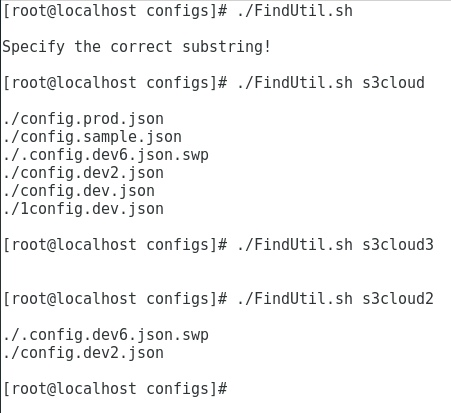 [root@localhost configs]# ./FindUtil.sh
Specify the correct substring!
[root@localhost configs]# ./FindUtil.sh s3cloud
./config.prod.json
./config.sample.json
./.config.dev6.json.swp
./config.dev2.json
./config.dev.json
./1config.dev.json
[root@localhost configs]# ./FindUtil.sh s3cloud3
[root@localhost configs]# ./FindUtil.sh s3cloud2
./.config.dev6.json.swp
./config.dev2.json
[root@localhost configs]#